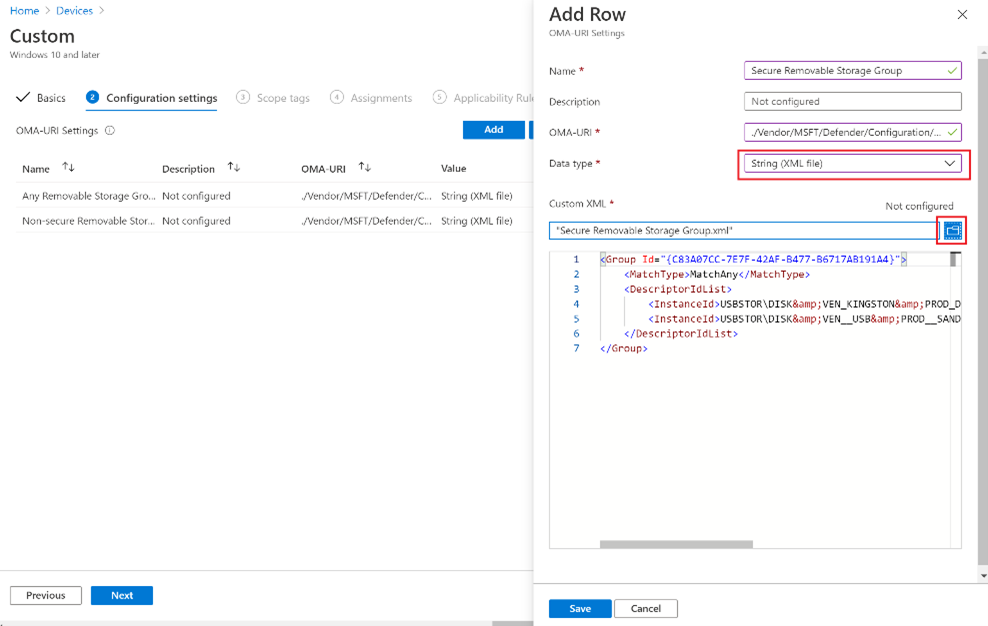 Home > Devices >
Custom
Windows 10 and later
Basics
2 Configuration settings
3 Scope tags
4 Assignments
5 Applicability Rule
OMA-URI Settings
Add
Name Description OMA-URI Value
Any Removable Storage Gro... Not configured ./Vendor/MSFT/Defender/C... String (XML file)
Non-secure Removable Stor... Not configured ./Vendor/MSFT/Defender/C... String (XML file)
Previous
Next
Add Row
OMA-URI Settings
Name * Secure Removable Storage Group
Description Not configured
OMA-URI * ./Vendor/MSFT/Defender/Configuration/...
Data type * String (XML file)
Custom XML * Not configured
"Secure Removable Storage Group.xml"
1 <Group Id="{C83A07CC-7E7F-42AF-B477-B6717AB191A4}">
2 <MatchType>MatchAny</MatchType>
3 <DescriptorIdList>
4 <InstanceId>USBSTOR\DISK&amp;VEN_KINGSTON&amp;PROD_D
5 <InstanceId>USBSTOR\DISK&amp;VEN__USB&amp;PROD__SAND
6 </DescriptorIdList>
7 </Group>
Save
Cancel